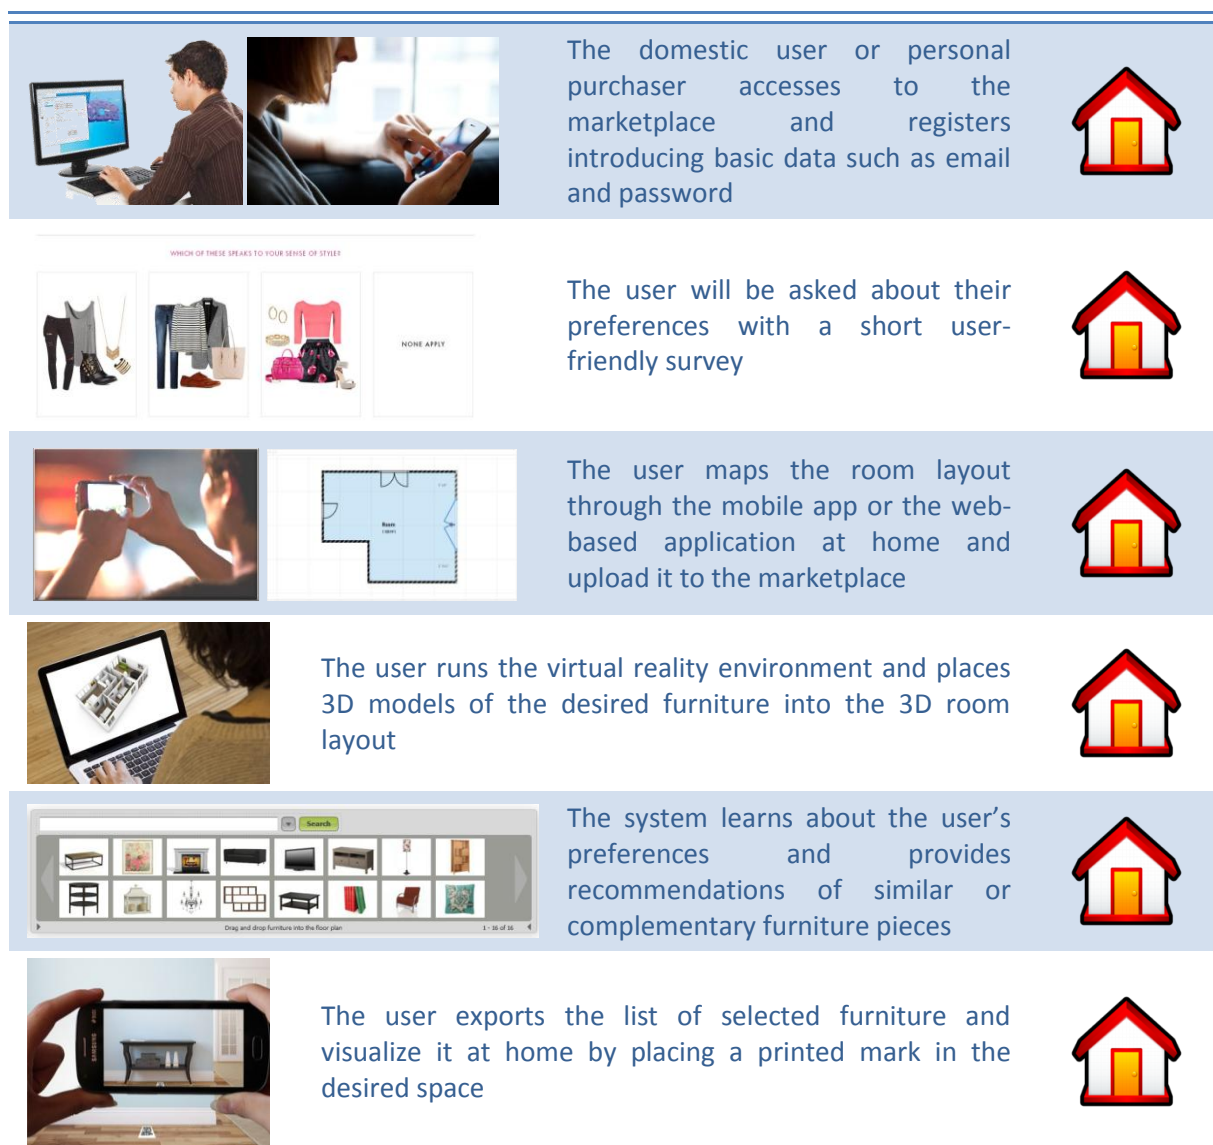 The domestic user or personal
purchaser accesses to the
marketplace and registers
introducing basic data such as email
and password
WHICH OF THESE SPEAKS TO YOUR SENSE OF STYLE?
NONE APPLY
The user will be asked about their
preferences with a short user-
friendly survey
Room
The user maps the room layout
through the mobile app or the web-
based application at home and
upload it to the marketplace
The user runs the virtual reality environment and places
3D models of the desired furniture into the 3D room
layout
Search
Drag and drop furniture into the floor plan
1 - 16 of 16
The system learns about the user’s
preferences and provides
recommendations of similar or
complementary furniture pieces
SAMSUNG
The user exports the list of selected furniture and
visualize it at home by placing a printed mark in the
desired space